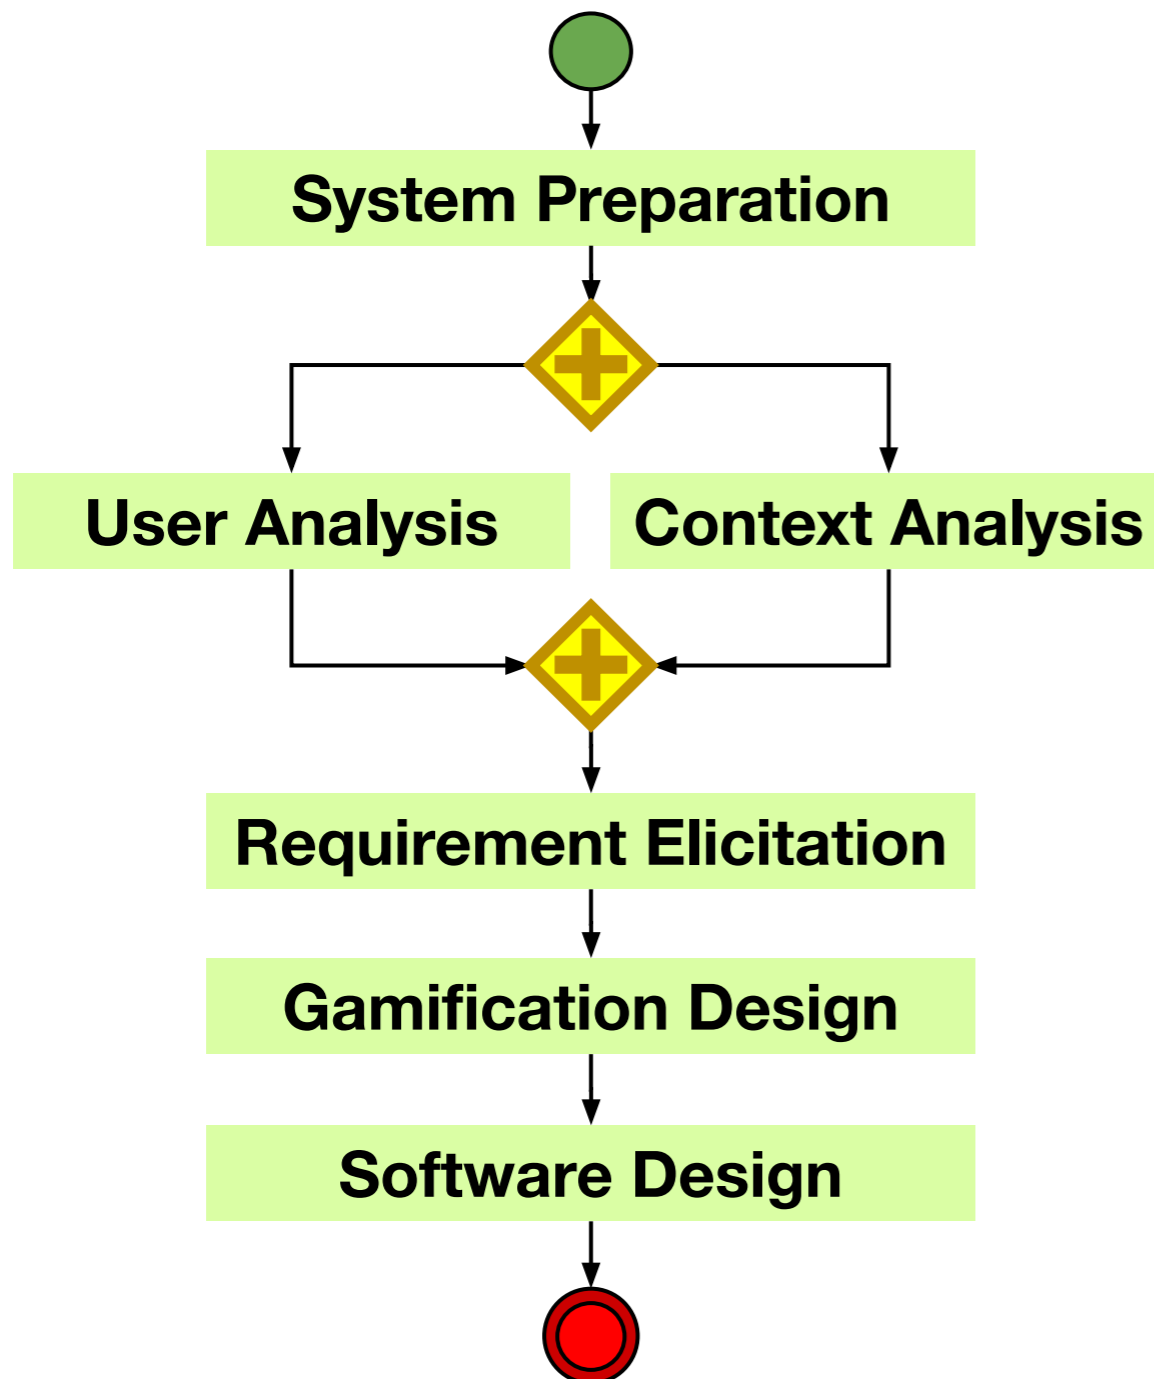 System Preparation
User Analysis
Context Analysis
Requirement Elicitation
Gamification Design
Software Design